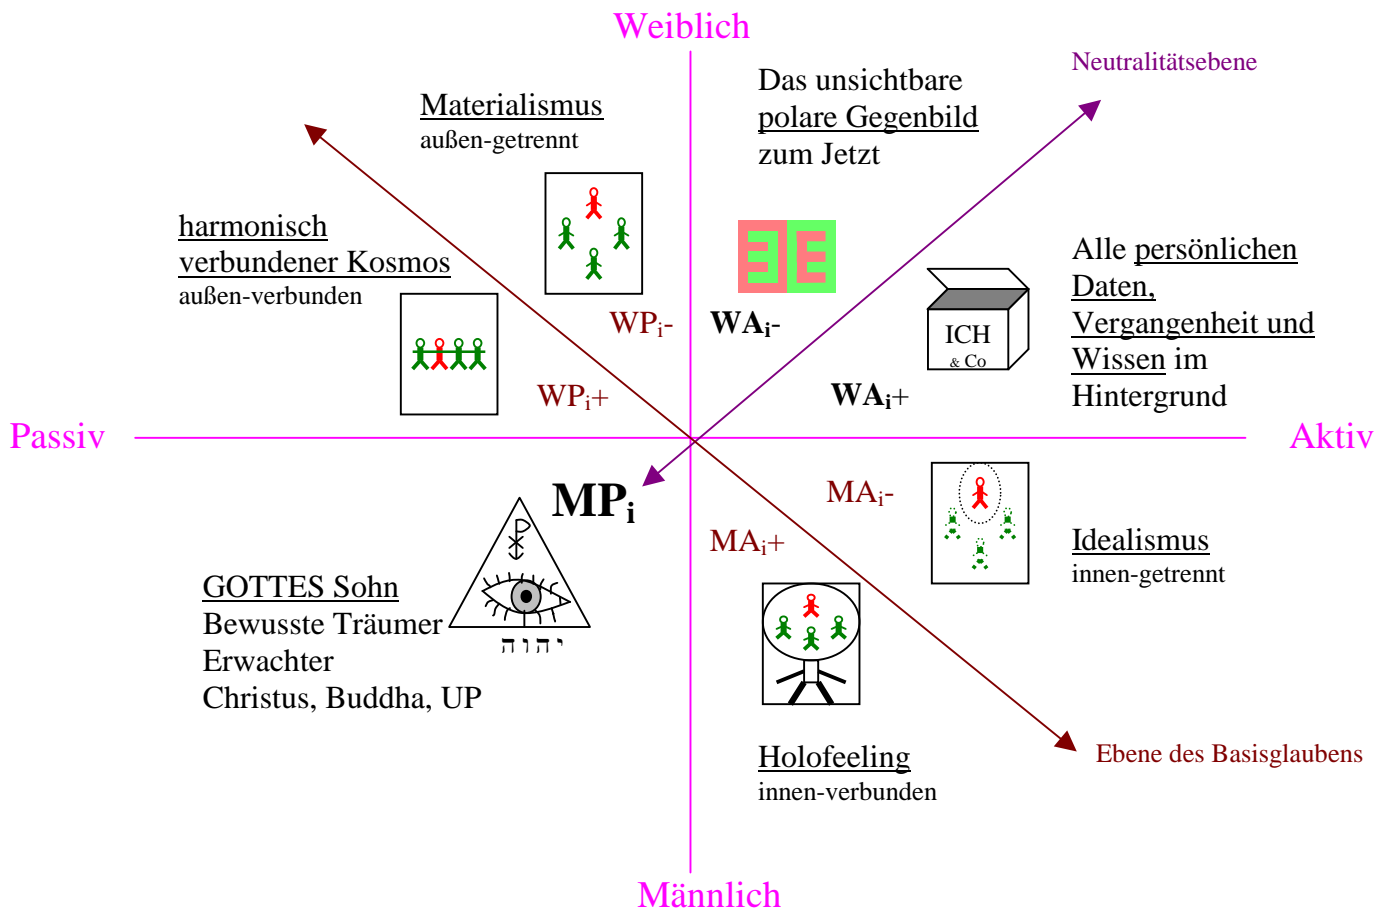 Weiblich
Neutralitätsebene
Das unsichtbare
polare Gegenbild
zum Jetzt
Materialismus
außen-getrennt
harmonisch
verbundener Kosmos
außen-verbunden
Alle persönlichen
Daten,
Vergangenheit und
Wissen im
Hintergrund
ICH
& Co
WPi-
WAi-
WPi+
WAi+
Passiv
Aktiv
MPi
MAi-
MAi+
Idealismus
innen-getrennt
GOTTES Sohn
Bewusste Träumer
Erwachter
Christus, Buddha, UP
יהוה
Holofeeling
innen-verbunden
Ebene des Basisglaubens
Männlich